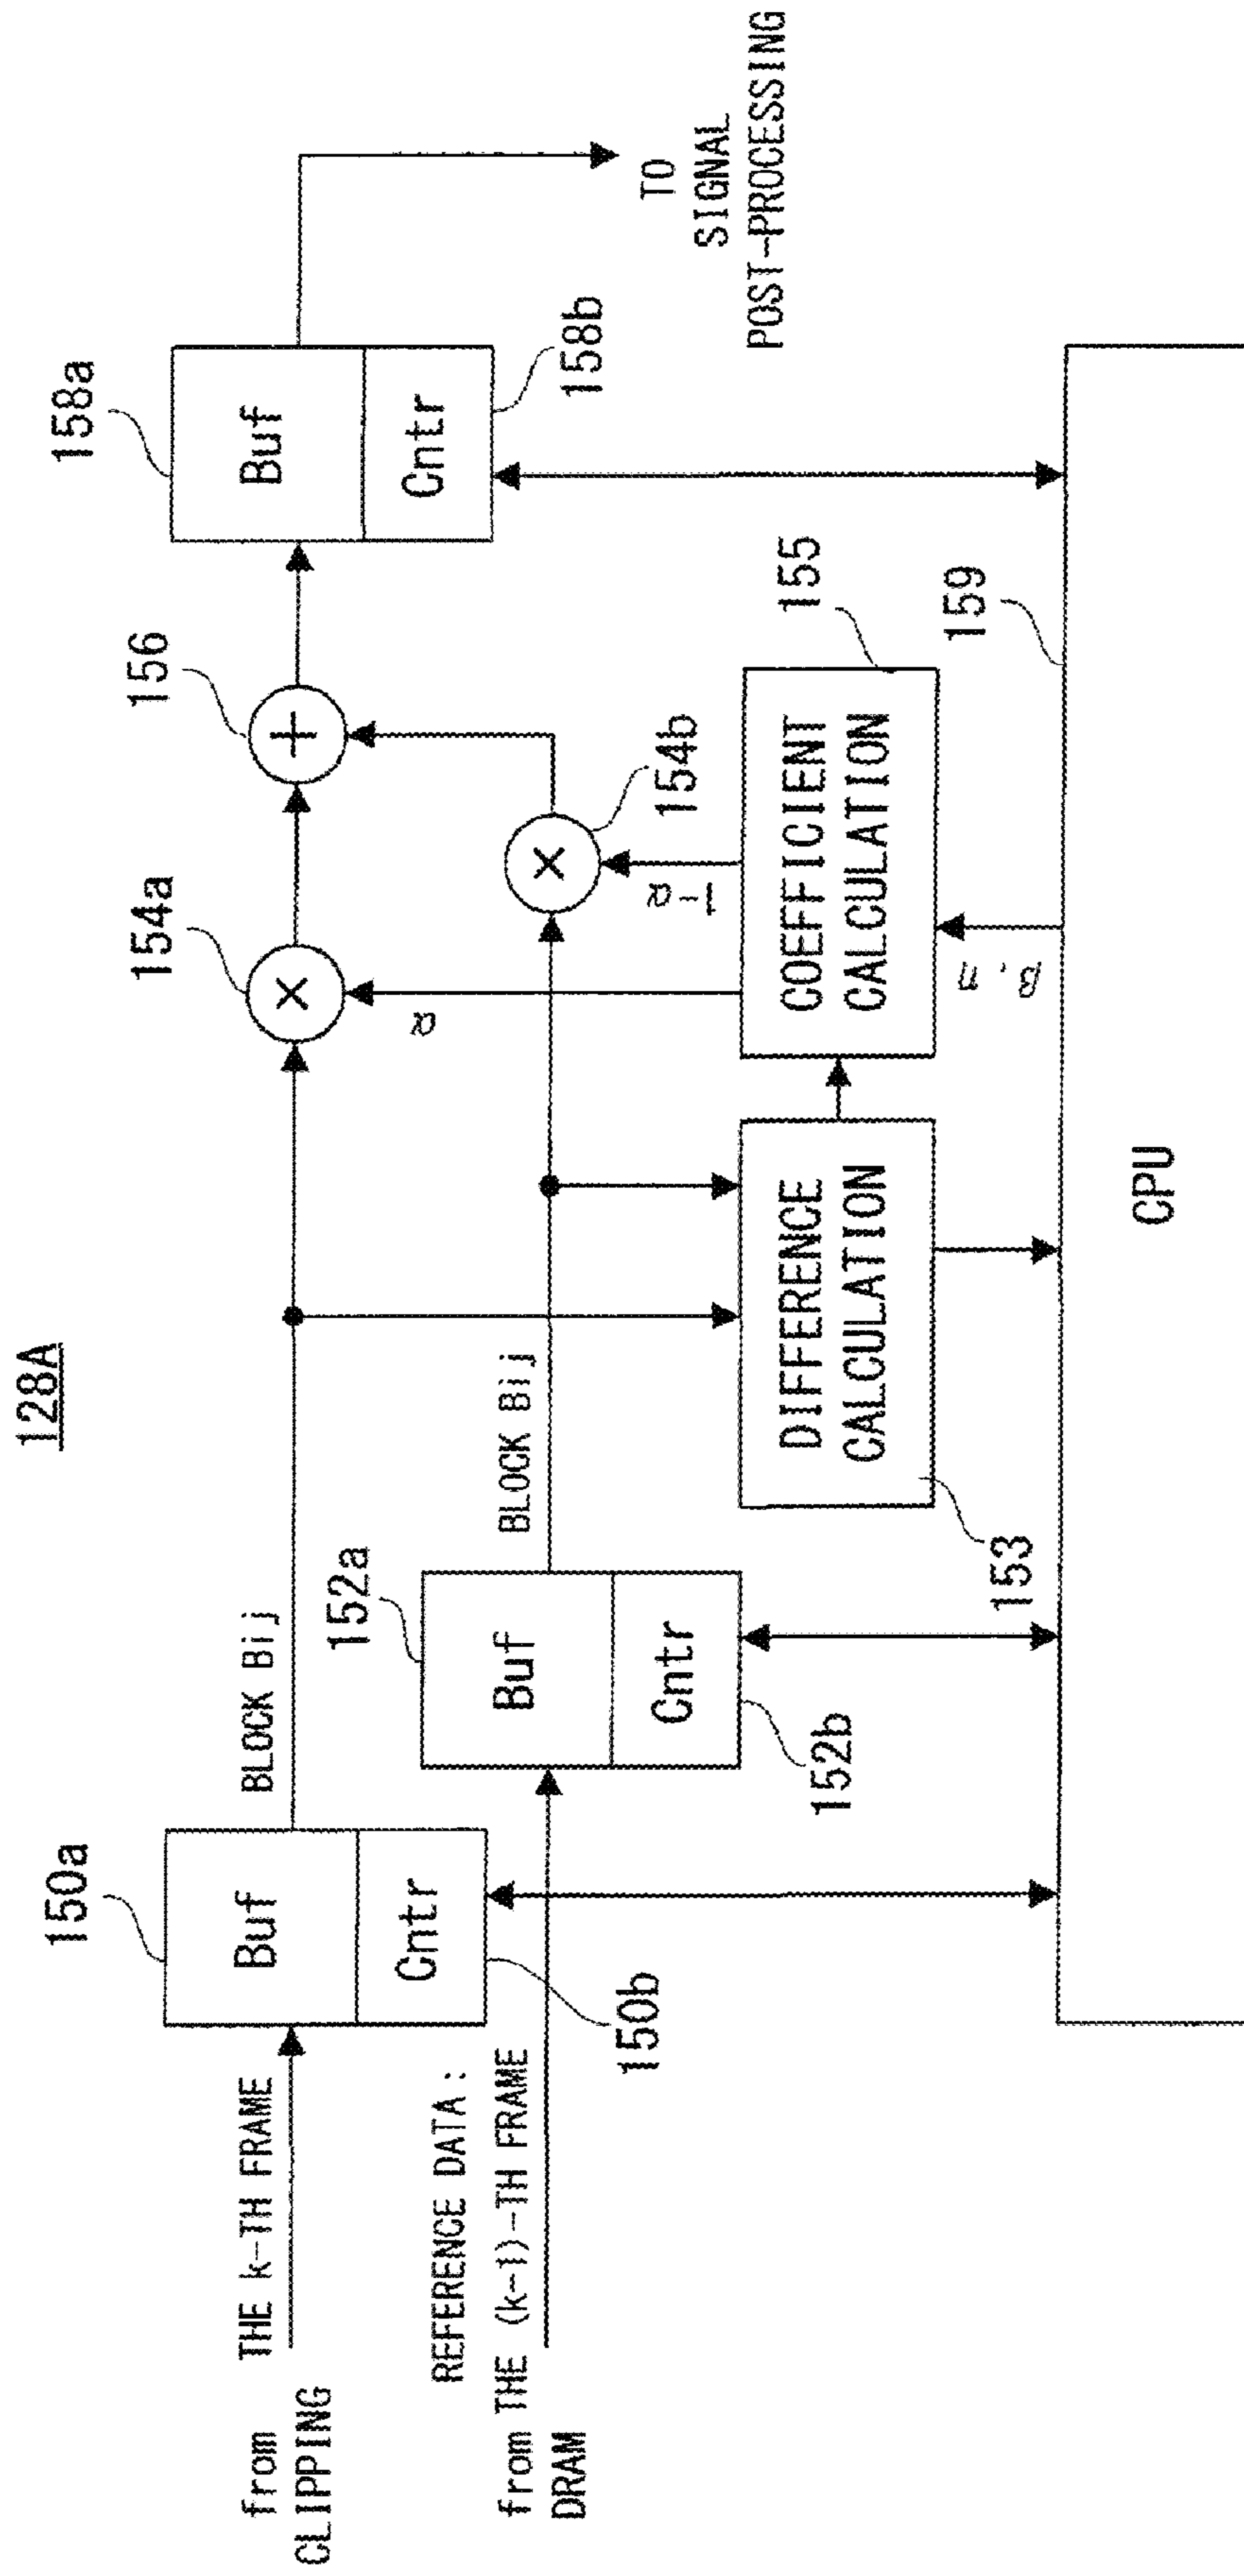 128A
from
CLIPPING
THE k-TH FRAME
150a
Buf
Cntr
150b
BLOCK Bij
REFERENCE DATA:
from THE (k-1)-TH FRAME
DRAM
152a
Buf
Cntr
152b
BLOCK Bij
DIFFERENCE
CALCULATION
153
154a
×
α
156
+
154b
×
1-α
COEFFICIENT
CALCULATION
155
β, η
158a
Buf
Cntr
158b
TO
SIGNAL
POST-PROCESSING
159
CPU